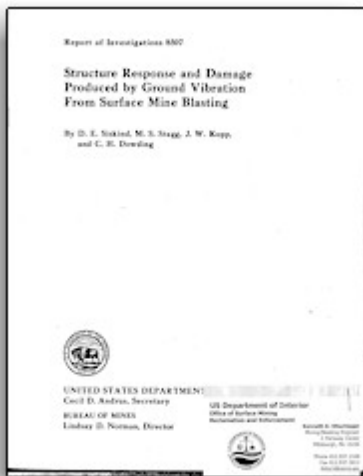 Report of Investigations 8507
Structure Response and Damage
Produced by Ground Vibration
From Surface Mine Blasting
By D. E. Siskind, M. S. Stagg, J. W. Kopp,
and C. H. Dowding
UNITED STATES DEPARTMENT
Cecil D. Andrus, Secretary
BUREAU OF MINES
Lindsay D. Norman, Director
US Department of Interior
Office of Surface Mining
Reclamation and Enforcement